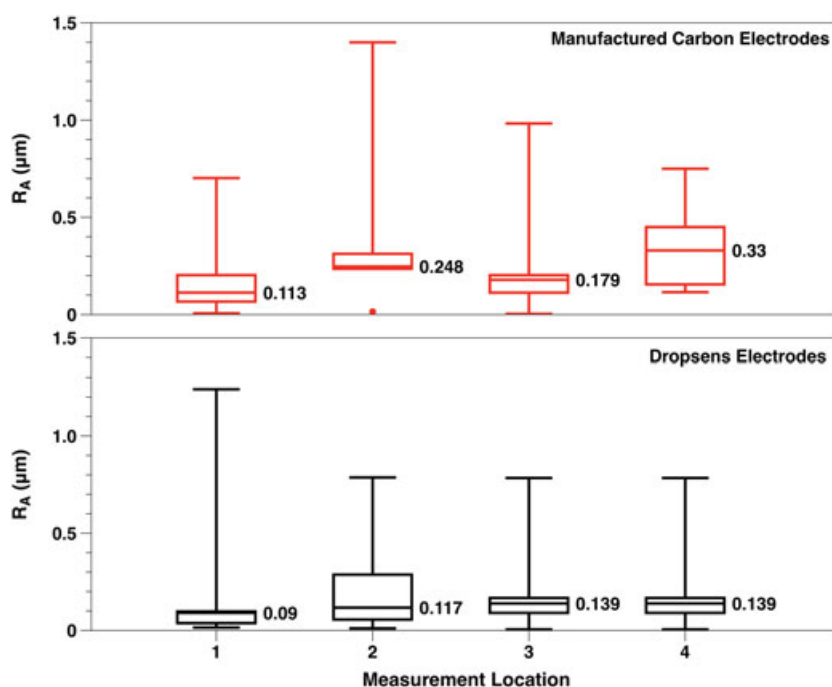 Manufactured Carbon Electrodes
R_A (µm)
1.5
1.0
0.5
0
0.113
0.248
0.179
0.33
Dropsens Electrodes
R_A (µm)
1.5
1.0
0.5
0
0.09
0.117
0.139
0.139
1 2 3 4
Measurement Location